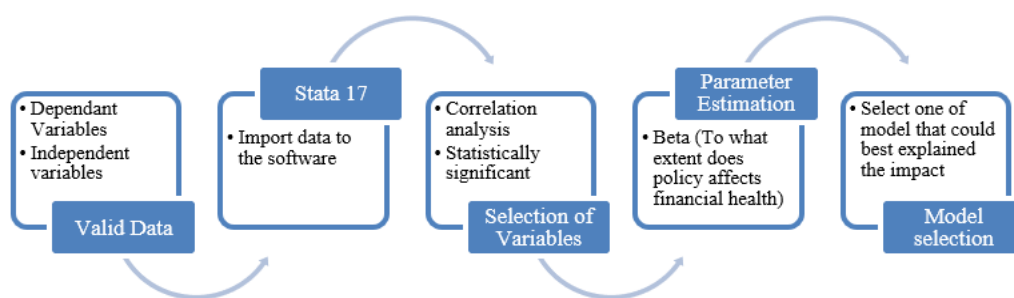 • Dependant
Variables
• Independent
variables
Valid Data
Stata 17
• Import data to
the software
• Correlation
analysis
• Statistically
significant
Selection of
Variables
Parameter
Estimation
• Beta (To what
extent does
policy affects
financial health)
• Select one of
model that could
best explained
the impact
Model
selection